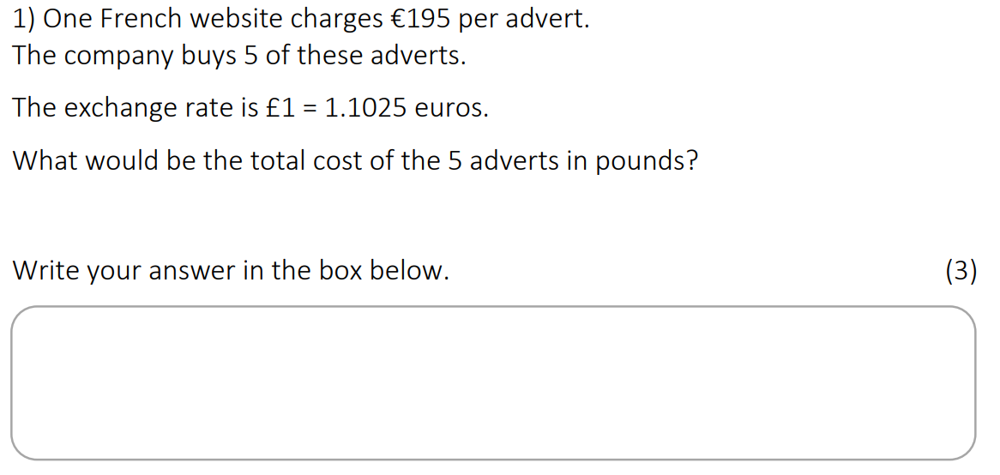 1) One French website charges €195 per advert.
The company buys 5 of these adverts.
The exchange rate is £1 = 1.1025 euros.
What would be the total cost of the 5 adverts in pounds?
Write your answer in the box below. (3)